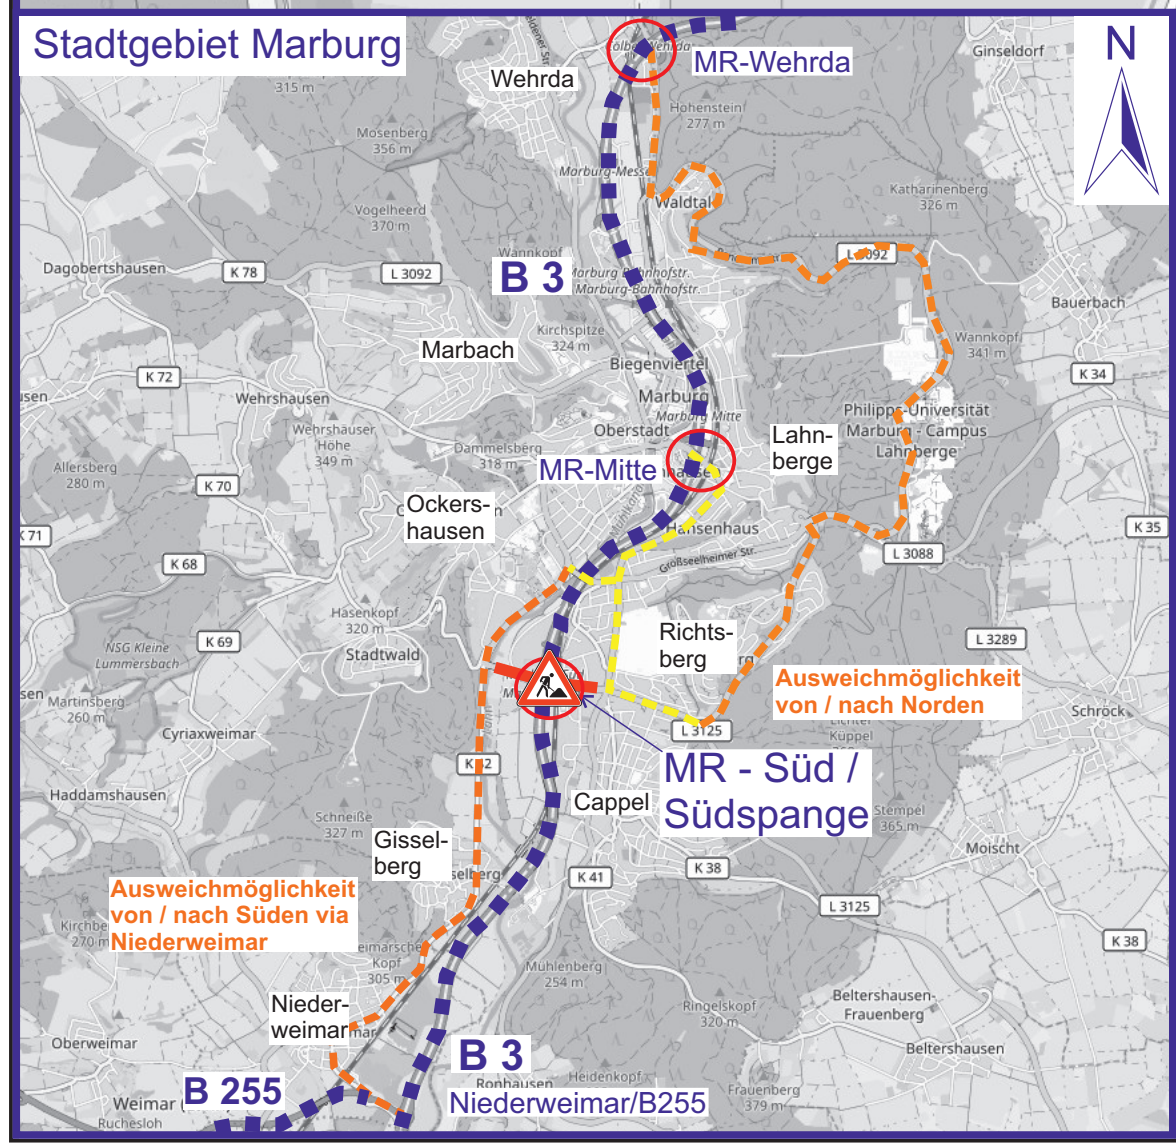 Stadtgebiet Marburg
MR-Wehrda
N
Wehrda
Ginseldorf
315 m
Hohenstein
277 m
Mosenberg
356 m
Marburg-Messe
Katharinenberg
326 m
Waldtal
Vogelheerd
370 m
Wannkopf
L 3092
Dagobertshausen
K 78
L 3092
B 3
Marburg Bahnhofstr.
Marburg-Bahnhofstr.
Bauerbach
Kirchspitze
324 m
Wannkopf
341 m
Marbach
Biegenviertel
K 72
K 34
Wehrshausen
Marburg
Marburg Mitte
Philipps-Universität
Marburg - Campus
Lahnberge
Wehrshauser
Höhe
349 m
Oberstadt
Dammelsberg
318 m
Lahn-
berge
Allersberg
280 m
MR-Mitte
K 70
Ockers-
hausen
K 71
Hansenhaus
K 35
L 3088
Großseelheimer Str.
K 68
Hasenkopf
320 m
Richts-
berg
NSG Kleine
Lummersbach
K 69
L 3289
Stadtwald
Ausweichmöglichkeit
von / nach Norden
Martinsberg
260 m
Schröck
Cyriaxweimar
L 3125
Lichter
Küppel
MR - Süd /
Südspange
Haddamshausen
Cappel
Schneiße
327 m
Stempel
365 m
Gissel-
berg
Moischt
K 38
K 41
Ausweichmöglichkeit
von / nach Süden via
Niederweimar
L 3125
270 m
Kopf
305 m
K 38
Mühlenberg
254 m
Nieder-
weimar
Ringelskopf
320 m
Beltershausen-
Frauenberg
Oberweimar
B 3
Beltershausen
B 255
Ronhausen
Heidenkopf
Frauenberg
379 m
Weimar
Niederweimar/B255
Ruchesloh